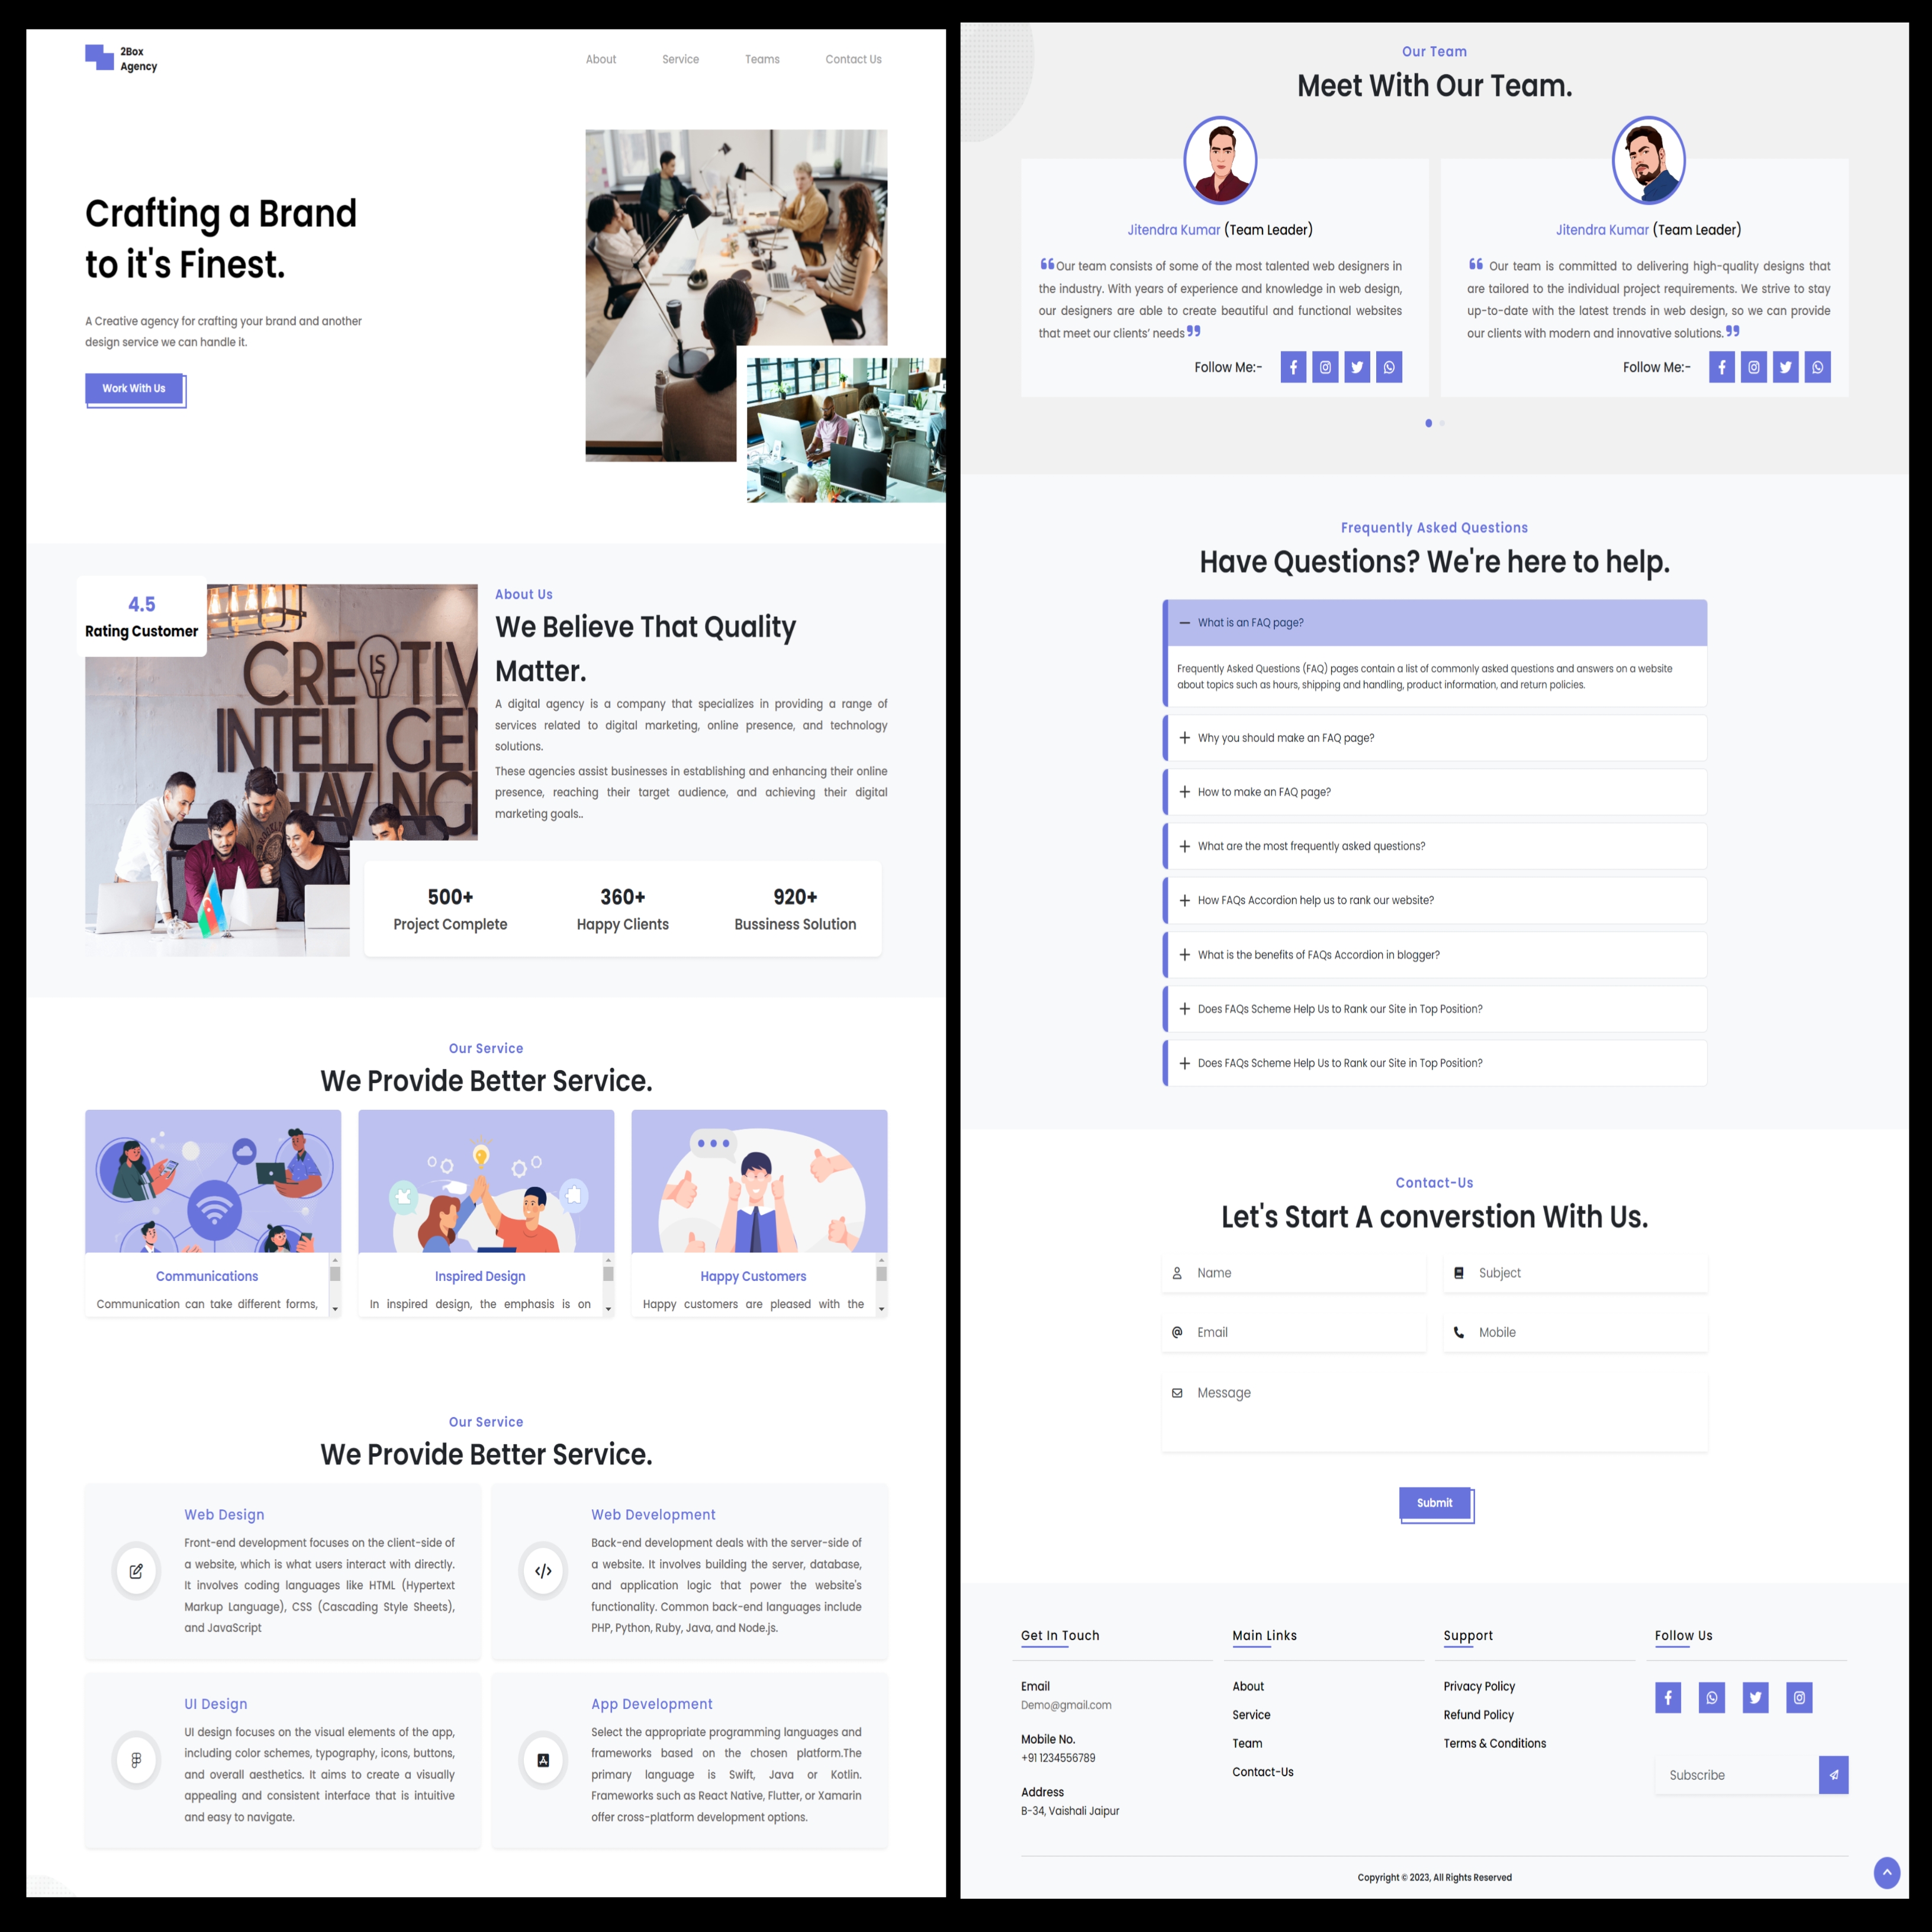 2Box
Agency
About
Service
Teams
Contact Us
Crafting a Brand
to it's Finest.
A Creative agency for crafting your brand and another
design service we can handle it.
Work With Us
4.5
Rating Customer
CRE TIV
IS
INTELLIGEN
HAVING
About Us
We Believe That Quality
Matter.
A digital agency is a company that specializes in providing a range of
services related to digital marketing, online presence, and technology
solutions.
These agencies assist businesses in establishing and enhancing their online
presence, reaching their target audience, and achieving their digital
marketing goals..
500+
Project Complete
360+
Happy Clients
920+
Bussiness Solution
Our Service
We Provide Better Service.
Communications
Communication can take different forms,
Inspired Design
In inspired design, the emphasis is on
Happy Customers
Happy customers are pleased with the
Our Service
We Provide Better Service.
Web Design
Front-end development focuses on the client-side of
a website, which is what users interact with directly.
It involves coding languages like HTML (Hypertext
Markup Language), CSS (Cascading Style Sheets),
and JavaScript
Web Development
Back-end development deals with the server-side of
a website. It involves building the server, database,
and application logic that power the website's
functionality. Common back-end languages include
PHP, Python, Ruby, Java, and Node.js.
UI Design
UI design focuses on the visual elements of the app,
including color schemes, typography, icons, buttons,
and overall aesthetics. It aims to create a visually
appealing and consistent interface that is intuitive
and easy to navigate.
App Development
Select the appropriate programming languages and
frameworks based on the chosen platform.The
primary language is Swift, Java or Kotlin.
Frameworks such as React Native, Flutter, or Xamarin
offer cross-platform development options.
Our Team
Meet With Our Team.
Jitendra Kumar (Team Leader)
“Our team consists of some of the most talented web designers in
the industry. With years of experience and knowledge in web design,
our designers are able to create beautiful and functional websites
that meet our clients' needs”
Follow Me:-
Jitendra Kumar (Team Leader)
“ Our team is committed to delivering high-quality designs that
are tailored to the individual project requirements. We strive to stay
up-to-date with the latest trends in web design, so we can provide
our clients with modern and innovative solutions.”
Follow Me:-
Frequently Asked Questions
Have Questions? We're here to help.
What is an FAQ page?
Frequently Asked Questions (FAQ) pages contain a list of commonly asked questions and answers on a website
about topics such as hours, shipping and handling, product information, and return policies.
Why you should make an FAQ page?
How to make an FAQ page?
What are the most frequently asked questions?
How FAQs Accordion help us to rank our website?
What is the benefits of FAQs Accordion in blogger?
Does FAQs Scheme Help Us to Rank our Site in Top Position?
Does FAQs Scheme Help Us to Rank our Site in Top Position?
Contact-Us
Let's Start A converstion With Us.
Name
Subject
Email
Mobile
Message
Submit
Get In Touch
Email
Demo@gmail.com
Mobile No.
+91 1234556789
Address
B-34, Vaishali Jaipur
Main Links
About
Service
Team
Contact-Us
Support
Privacy Policy
Refund Policy
Terms & Conditions
Follow Us
Subscribe
Copyright © 2023, All Rights Reserved